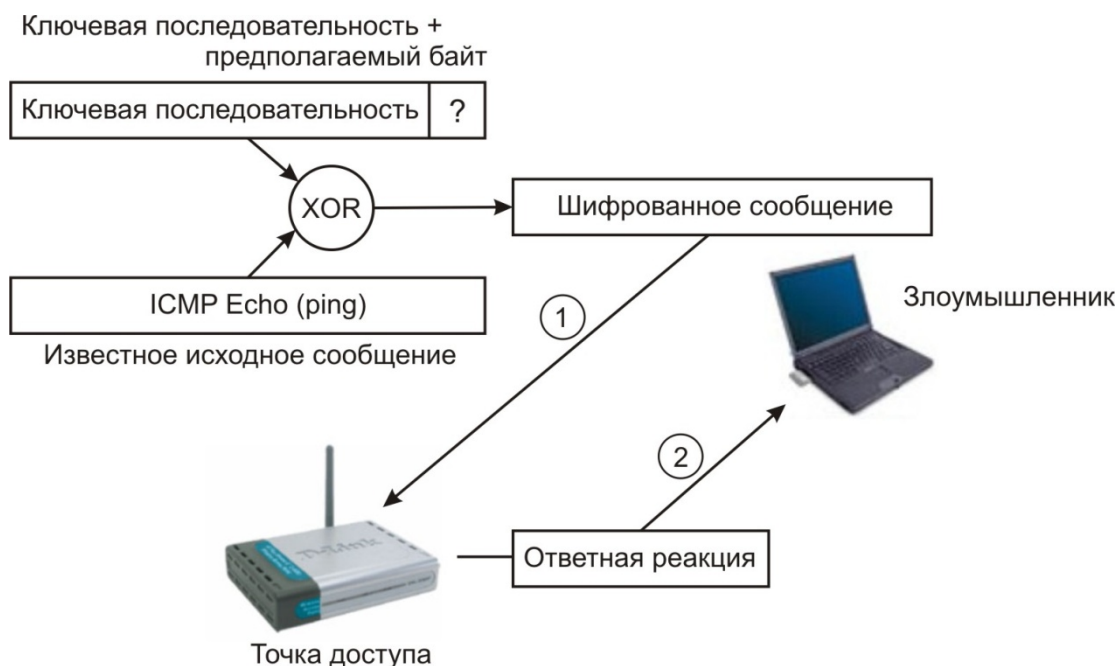 Ключевая последовательность +
предполагаемый байт
Ключевая последовательность ?
XOR
Шифрованное сообщение
ICMP Echo (ping)
Известное исходное сообщение
1
Злоумышленник
2
D-Link
Ответная реакция
Точка доступа